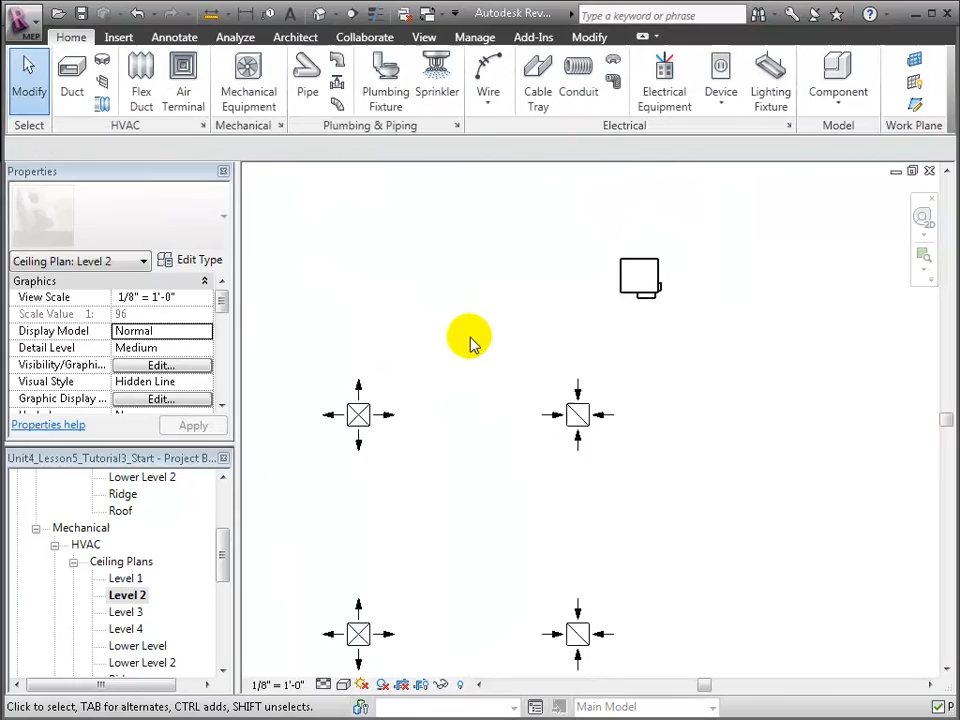 Autodesk Rev...
Type a keyword or phrase
MEP
Home Insert Annotate Analyze Architect Collaborate View Manage Add-Ins Modify
Modify Duct Flex Duct Air Terminal Mechanical Equipment Pipe Plumbing Fixture Sprinkler Wire Cable Tray Conduit Electrical Equipment Device Lighting Fixture Component
Select HVAC Mechanical Plumbing & Piping Electrical Model Work Plane
Properties
Ceiling Plan: Level 2 Edit Type
Graphics
View Scale 1/8" = 1'-0"
Scale Value 1: 96
Display Model Normal
Detail Level Medium
Visibility/Graphi... Edit...
Visual Style Hidden Line
Graphic Display ... Edit...
Properties help Apply
Unit4_Lesson5_Tutorial3_Start - Project B...
Lower Level 2
Ridge
Roof
Mechanical
HVAC
Ceiling Plans
Level 1
Level 2
Level 3
Level 4
Lower Level
Lower Level 2
2D
1/8" = 1'-0"
Click to select, TAB for alternates, CTRL adds, SHIFT unselects.
Main Model
P